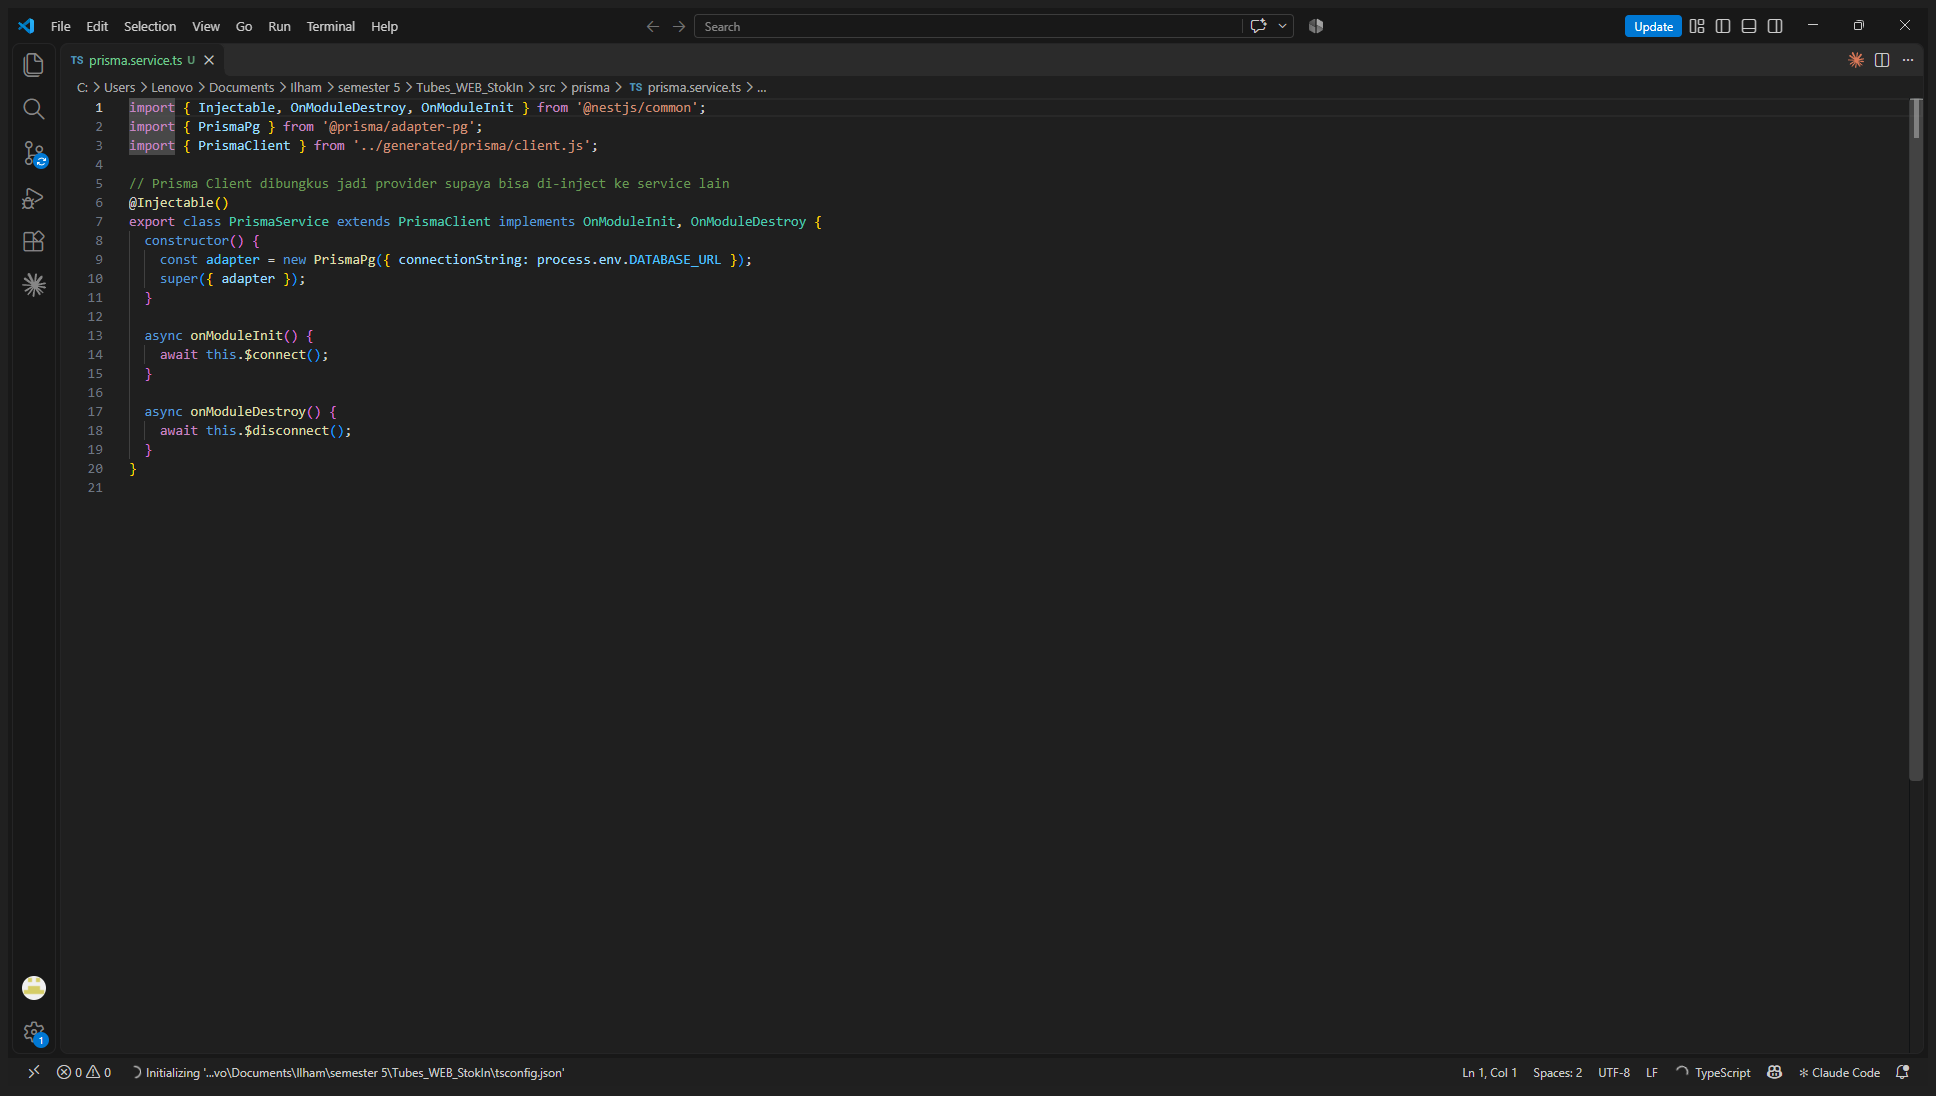 File Edit Selection View Go Run Terminal Help
Search
Update
TS prisma.service.ts U
C: > Users > Lenovo > Documents > Ilham > semester 5 > Tubes_WEB_StokIn > src > prisma > TS prisma.service.ts > ...
1 import { Injectable, OnModuleDestroy, OnModuleInit } from '@nestjs/common';
2 import { PrismaPg } from '@prisma/adapter-pg';
3 import { PrismaClient } from '../generated/prisma/client.js';
4
5 // Prisma Client dibungkus jadi provider supaya bisa di-inject ke service lain
6 @Injectable()
7 export class PrismaService extends PrismaClient implements OnModuleInit, OnModuleDestroy {
8 constructor() {
9 const adapter = new PrismaPg({ connectionString: process.env.DATABASE_URL });
10 super({ adapter });
11 }
12
13 async onModuleInit() {
14 await this.$connect();
15 }
16
17 async onModuleDestroy() {
18 await this.$disconnect();
19 }
20 }
21
1
0 0 Initializing '...vo\Documents\Ilham\semester 5\Tubes_WEB_StokIn\tsconfig.json'
Ln 1, Col 1 Spaces: 2 UTF-8 LF TypeScript Claude Code